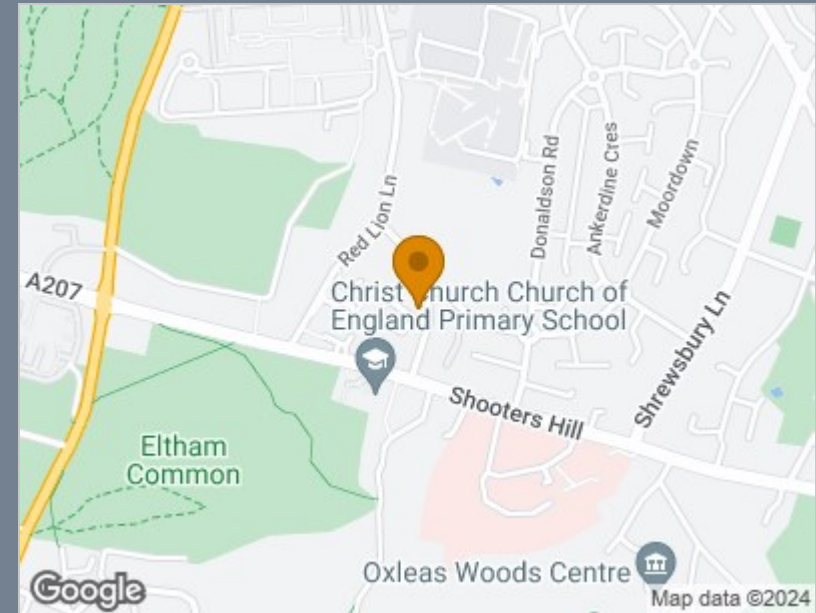 Red Lion Ln
Donaldson Rd
Ankerdine Cres
Moordown
A207
Christ Church Church of
England Primary School
Shrewsbury Ln
Shooters Hill
Eltham
Common
Oxleas Woods Centre
Google
Map data ©2024